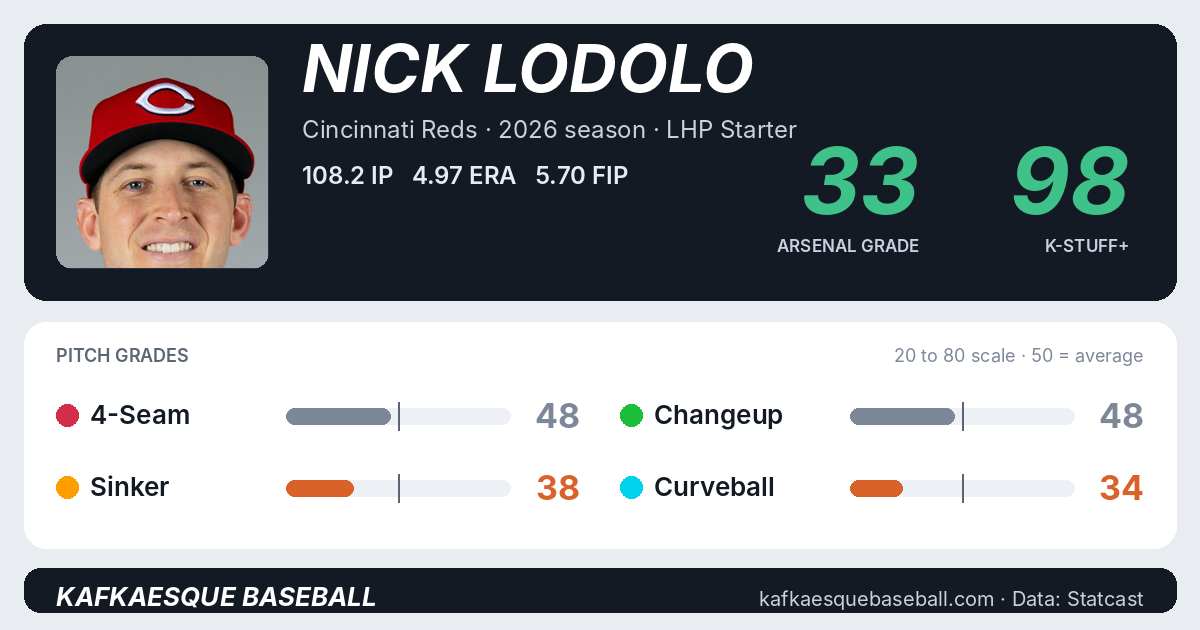 NICK LODOLO
Cincinnati Reds · 2026 season · LHP Starter
108.2 IP 4.97 ERA 5.70 FIP
33 98
ARSENAL GRADE K-STUFF+
PITCH GRADES 20 to 80 scale · 50 = average
4-Seam 48 Changeup 48
Sinker 38 Curveball 34
KAFKAESQUE BASEBALL kafkaesquebaseball.com · Data: Statcast